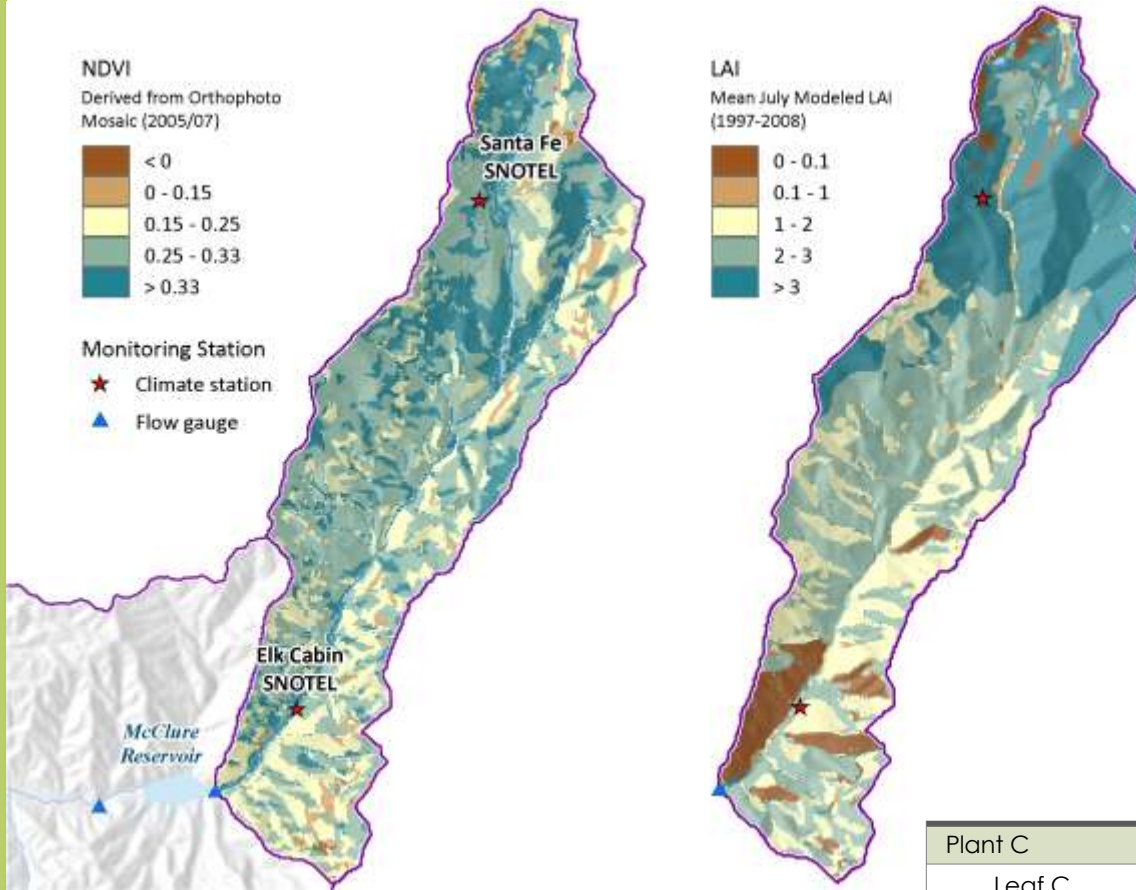 NDVI
Derived from Orthophoto
Mosaic (2005/07)
< 0
0 - 0.15
0.15 - 0.25
0.25 - 0.33
> 0.33
Monitoring Station
Climate station
Flow gauge
Santa Fe
SNOTEL
Elk Cabin
SNOTEL
McClure
Reservoir
LAI
Mean July Modeled LAI
(1997-2008)
0 - 0.1
0.1 - 1
1 - 2
2 - 3
> 3
Plant C
Leaf C